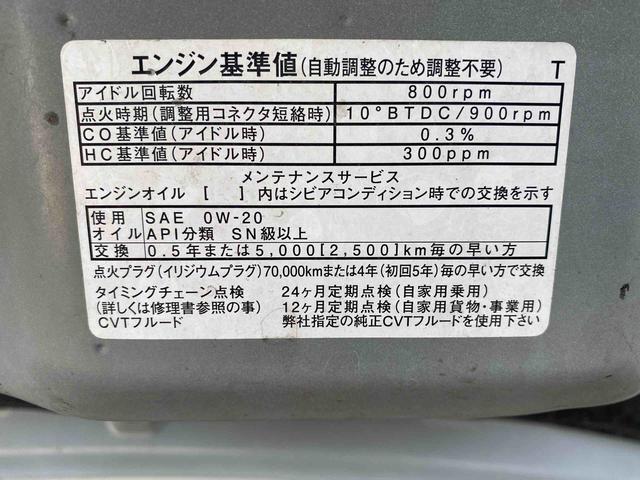 エンジン基準値(自動調整のため調整不要) T
アイドル回転数 800rpm
点火時期(調整用コネクタ短絡時) 10°BTDC/900rpm
CO基準値(アイドル時) 0.3%
HC基準値(アイドル時) 300ppm
メンテナンスサービス
エンジンオイル [ ] 内はシビアコンディション時での交換を示す
使用 SAE 0W-20
オイル API分類 SN級以上
交換 0.5年または5,000[2,500]km毎の早い方
点火プラグ(イリジウムプラグ)70,000kmまたは4年(初回5年)毎の早い方で交換
タイミングチェーン点検 24ヶ月定期点検(自家用乗用)
(詳しくは修理書参照の事) 12ヶ月定期点検(自家用貨物・事業用)
CVTフルード 弊社指定の純正CVTフルードを使用下さい